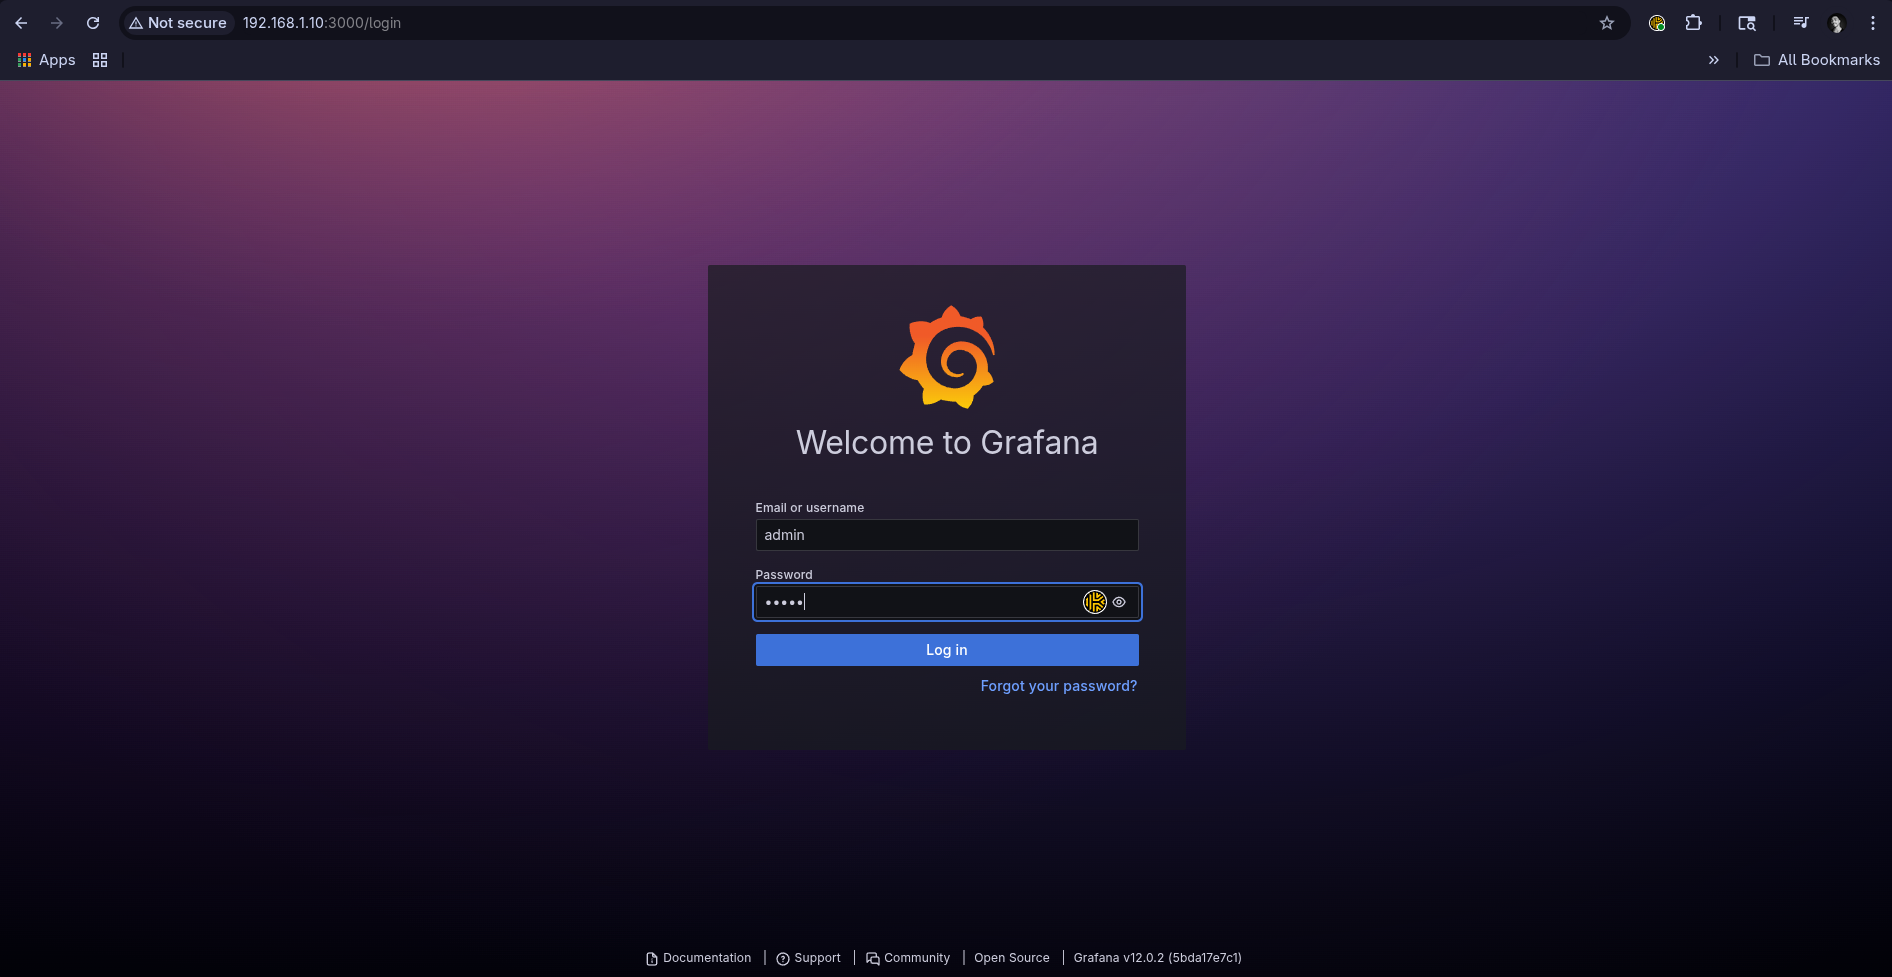 Not secure 192.168.1.10:3000/login
Apps
All Bookmarks
Welcome to Grafana
Email or username
admin
Password
•••••
Log in
Forgot your password?
Documentation | Support | Community | Open Source | Grafana v12.0.2 (5bda17e7c1)